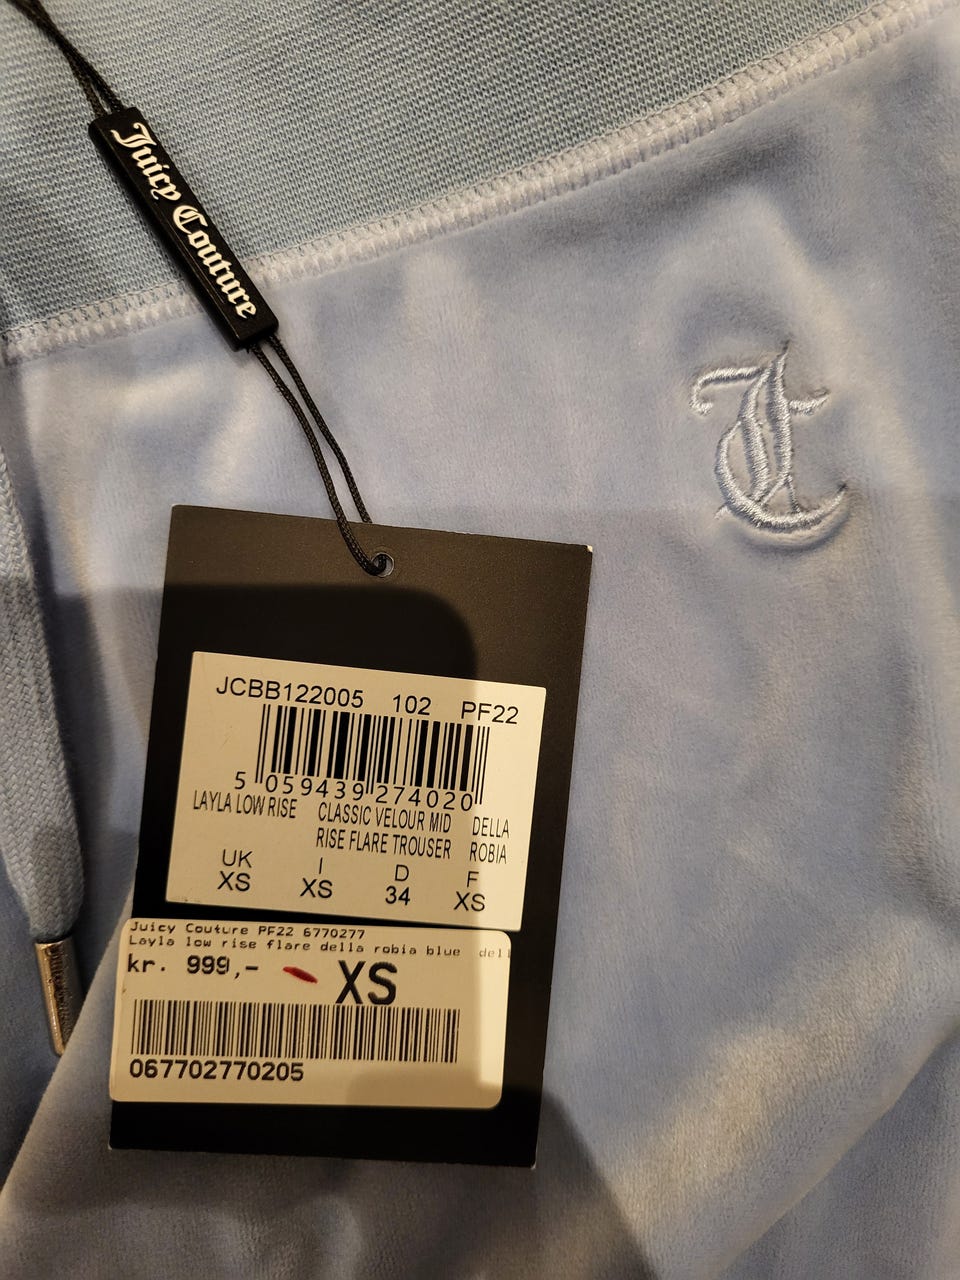 Juicy Couture
JC
JCBB122005 102 PF22
5 059439 274020
LAYLA LOW RISE CLASSIC VELOUR MID DELLA
RISE FLARE TROUSER ROBIA
UK I D F
XS XS 34 XS
Juicy Couture PF22 6770277
Layla low rise flare della robia blue dell
kr. 999,- XS
067702770205